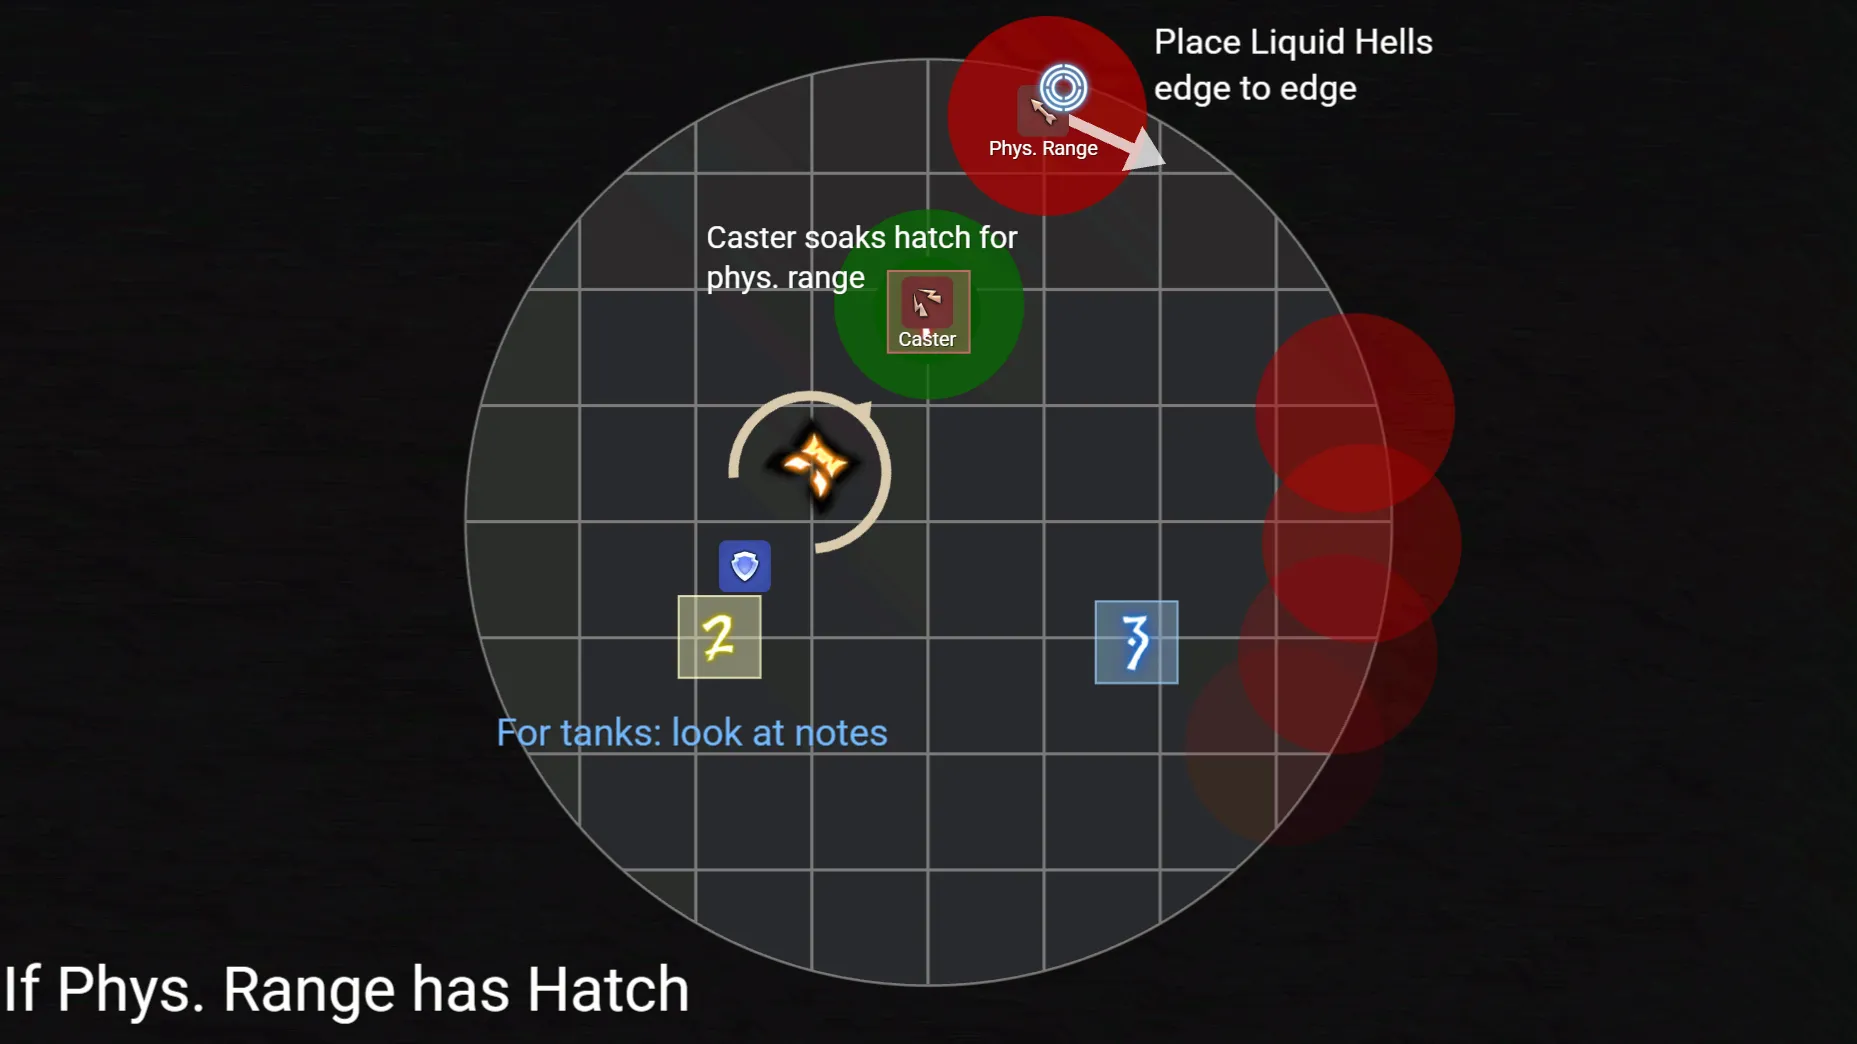 Place Liquid Hells
edge to edge
Phys. Range
Caster soaks hatch for
phys. range
Caster
2
3
For tanks: look at notes
If Phys. Range has Hatch